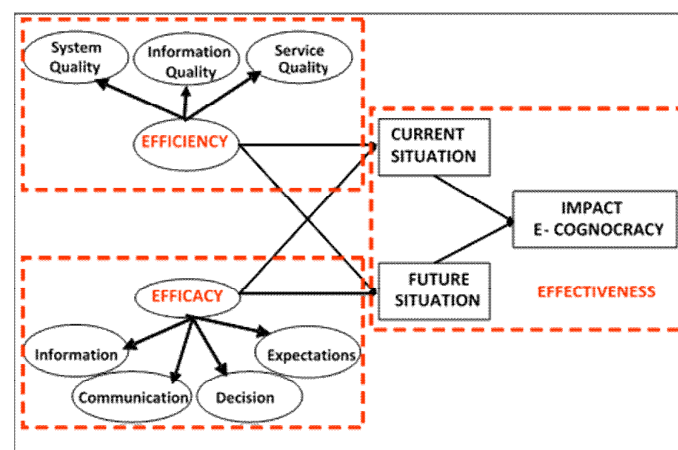 System
Quality
Information
Quality
Service
Quality
EFFICIENCY
CURRENT
SITUATION
IMPACT
E- COGNOCRACY
FUTURE
SITUATION
EFFECTIVENESS
EFFICACY
Information
Expectations
Communication
Decision